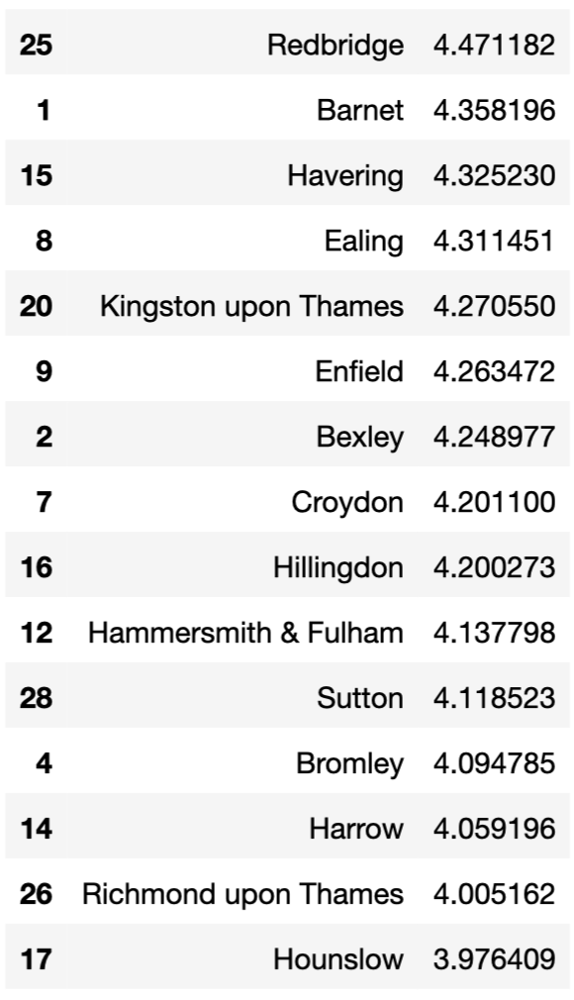 25 Redbridge 4.471182
1 Barnet 4.358196
15 Havering 4.325230
8 Ealing 4.311451
20 Kingston upon Thames 4.270550
9 Enfield 4.263472
2 Bexley 4.248977
7 Croydon 4.201100
16 Hillingdon 4.200273
12 Hammersmith & Fulham 4.137798
28 Sutton 4.118523
4 Bromley 4.094785
14 Harrow 4.059196
26 Richmond upon Thames 4.005162
17 Hounslow 3.976409